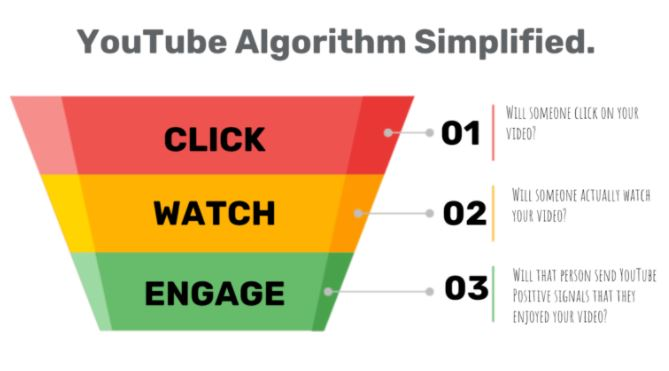 YouTube Algorithm Simplified.
CLICK
01
Will someone click on your
video?
WATCH
02
Will someone actually watch
your video?
ENGAGE
03
Will that person send YouTube
Positive signals that they
enjoyed your video?